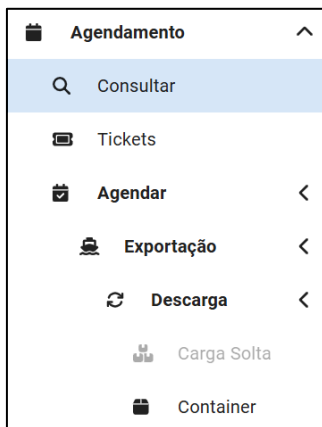 Agendamento
Consultar
Tickets
Agendar
Exportação
Descarga
Carga Solta
Container